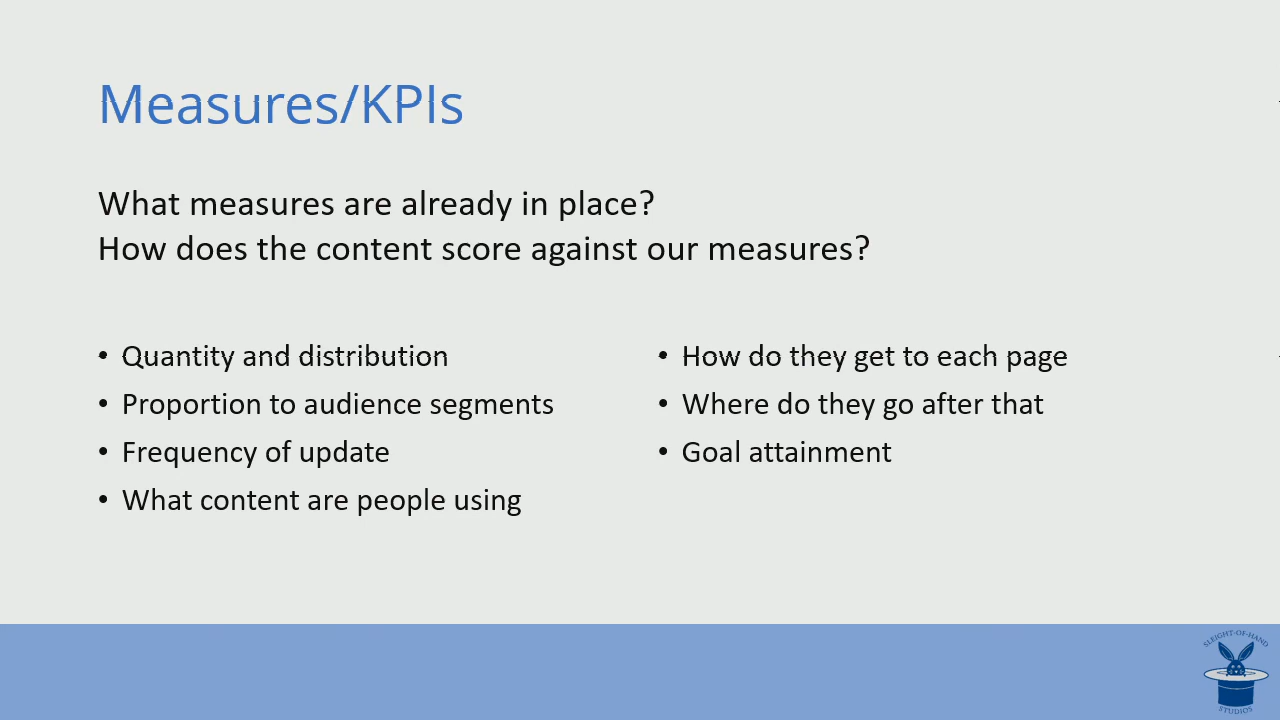 Measures/KPIs
What measures are already in place?
How does the content score against our measures?
• Quantity and distribution
• Proportion to audience segments
• Frequency of update
• What content are people using
• How do they get to each page
• Where do they go after that
• Goal attainment
SLEIGHT-OF-HAND
STUDIOS